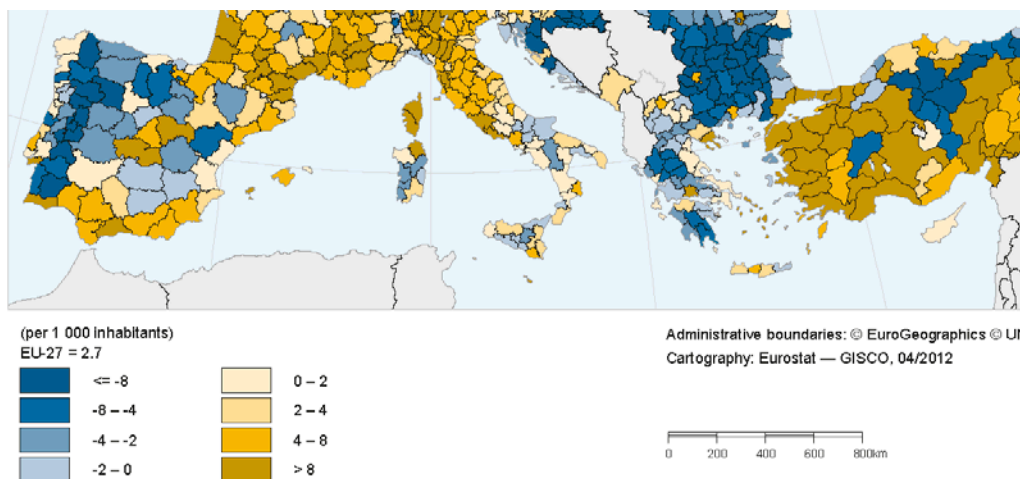 (per 1 000 inhabitants)
EU-27 = 2.7
<= -8
-8 – -4
-4 – -2
-2 – 0
0 – 2
2 – 4
4 – 8
> 8
Administrative boundaries: © EuroGeographics © UN
Cartography: Eurostat — GISCO, 04/2012
0 200 400 600 800km